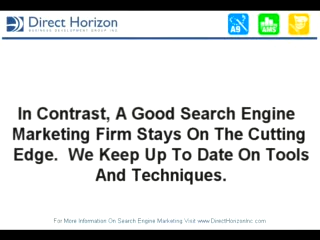 Direct Horizon
BUSINESS DEVELOPMENT GROUP INC
AB
AIMS
In Contrast, A Good Search Engine
Marketing Firm Stays On The Cutting
Edge. We Keep Up To Date On Tools
And Techniques.
For More Information On Search Engine Marketing Visit www.DirectHorizonInc.com